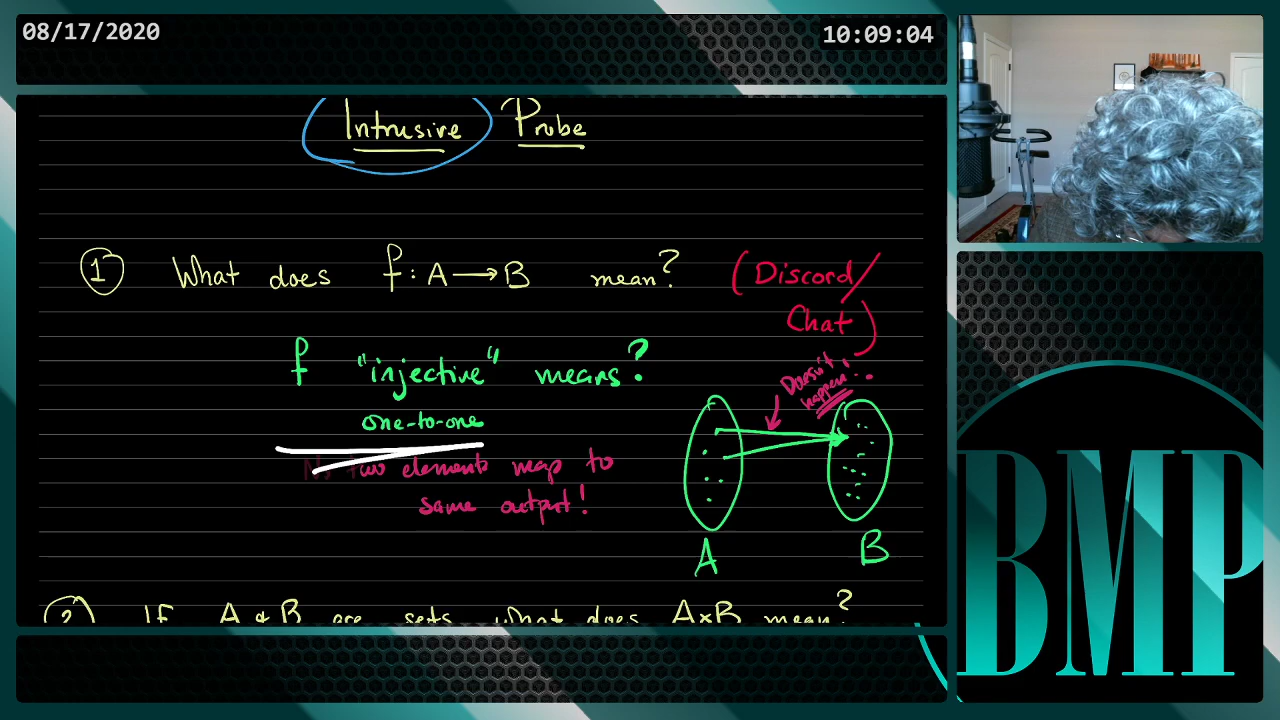 08/17/2020
10:09:04
Intrusive Probe
1 What does f: A → B mean? (Discord/
Chat)
f "injective" means?
Doesn't
happen!
one-to-one
No two elements map to
same output!
A
B
2 If A & B are sets what does A×B mean?
BMP